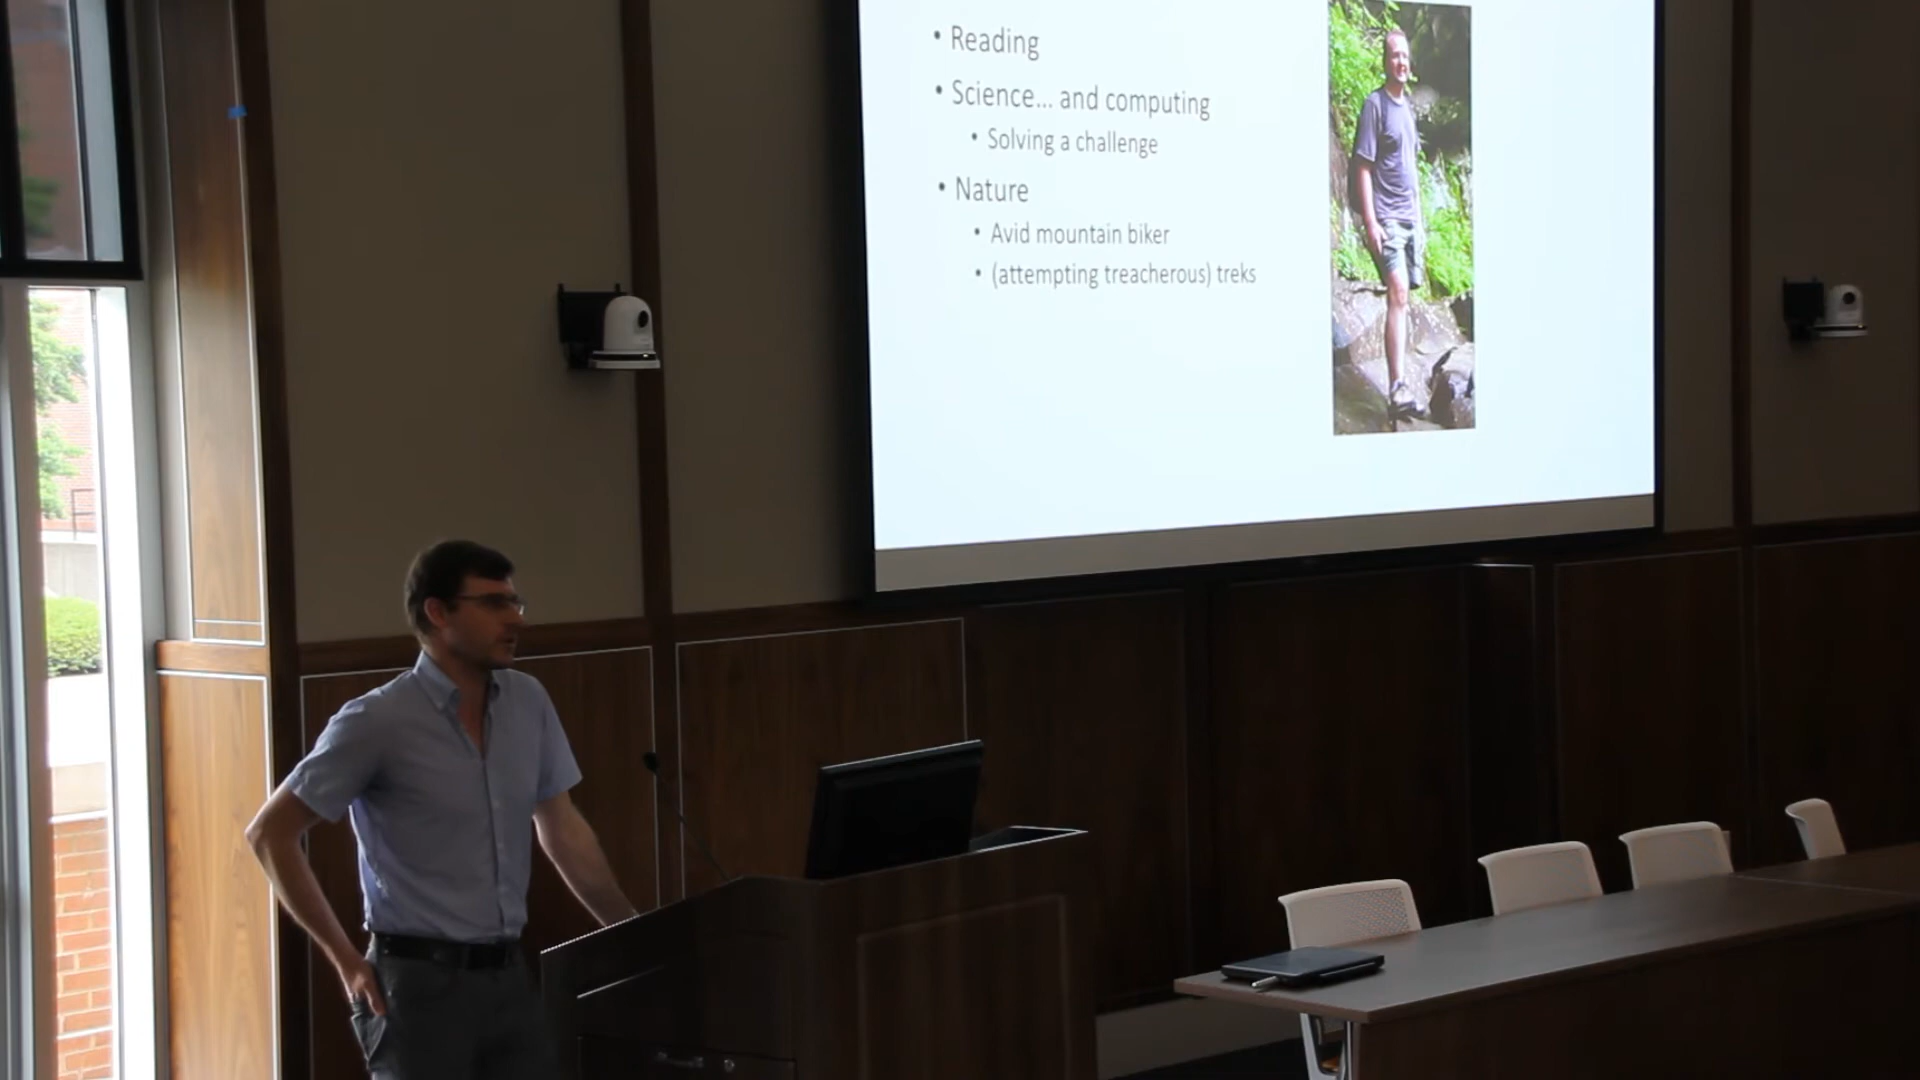 • Reading
• Science... and computing
• Solving a challenge
• Nature
• Avid mountain biker
• (attempting treacherous) treks